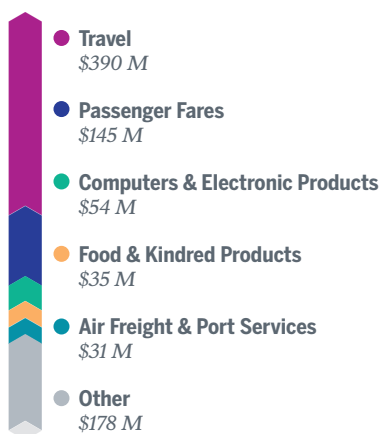 Travel
$390 M
Passenger Fares
$145 M
Computers & Electronic Products
$54 M
Food & Kindred Products
$35 M
Air Freight & Port Services
$31 M
Other
$178 M